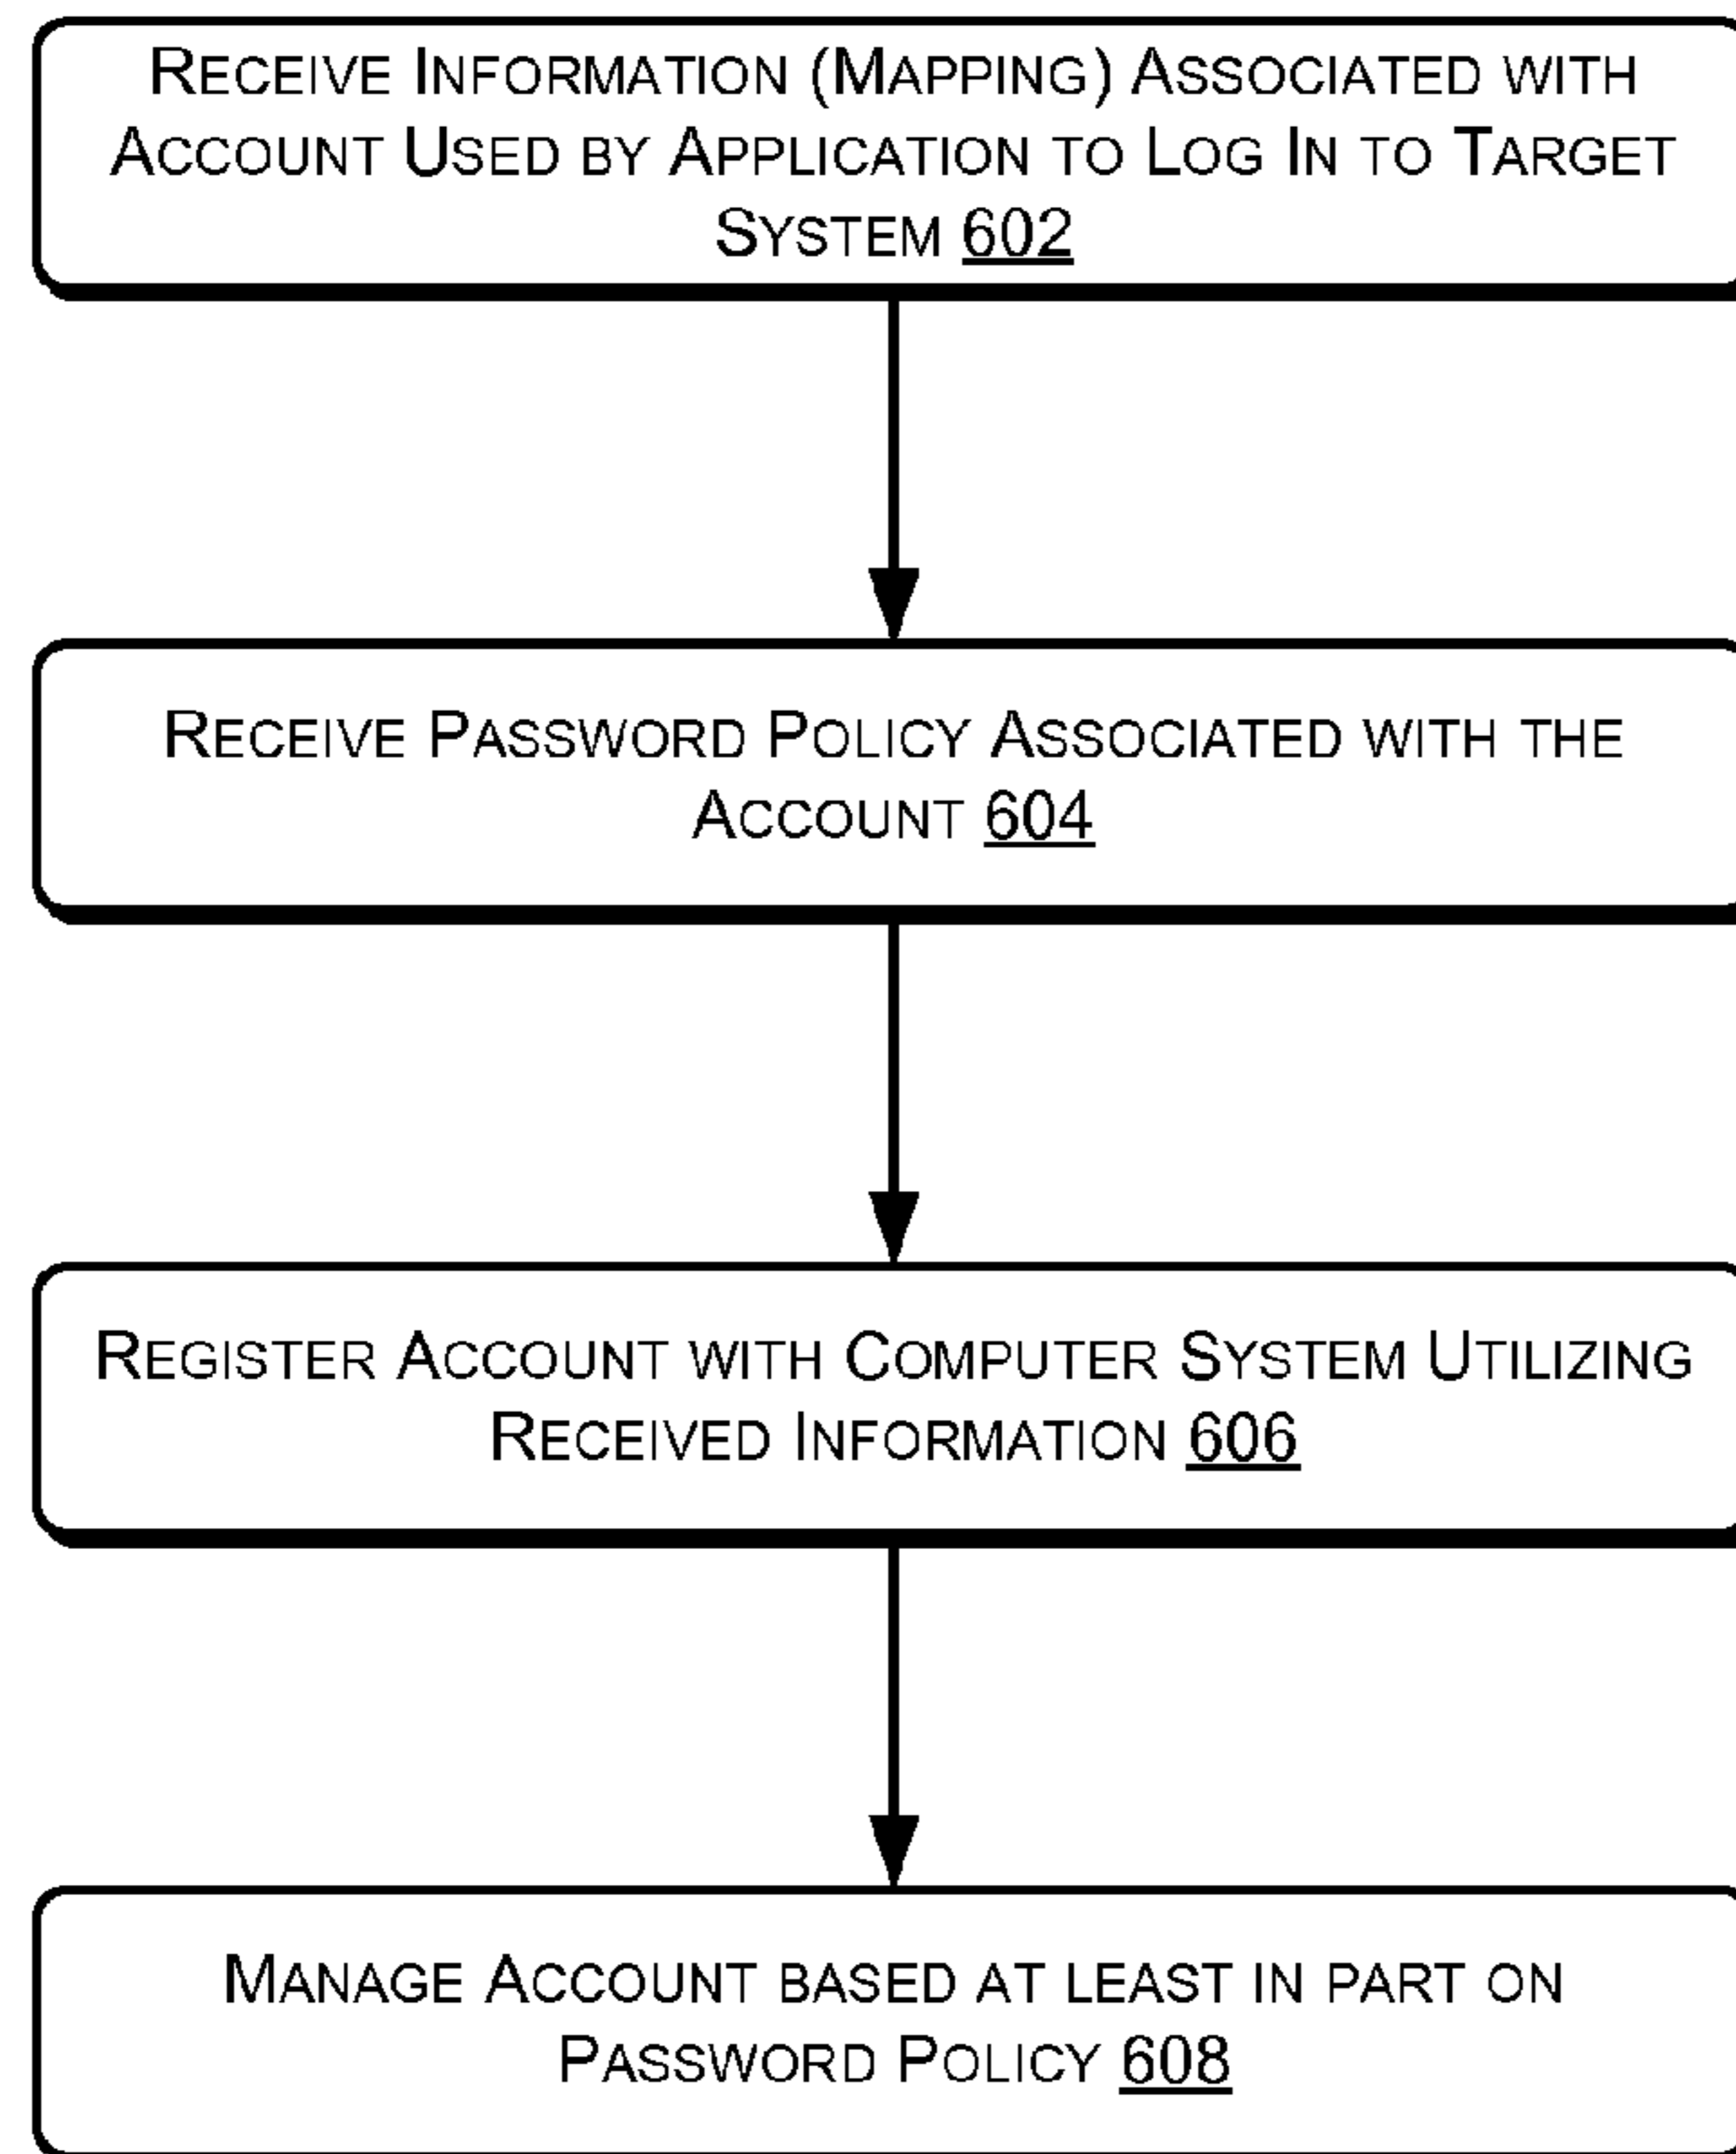 RECEIVE INFORMATION (MAPPING) ASSOCIATED WITH
ACCOUNT USED BY APPLICATION TO LOG IN TO TARGET
SYSTEM 602
RECEIVE PASSWORD POLICY ASSOCIATED WITH THE
ACCOUNT 604
REGISTER ACCOUNT WITH COMPUTER SYSTEM UTILIZING
RECEIVED INFORMATION 606
MANAGE ACCOUNT BASED AT LEAST IN PART ON
PASSWORD POLICY 608